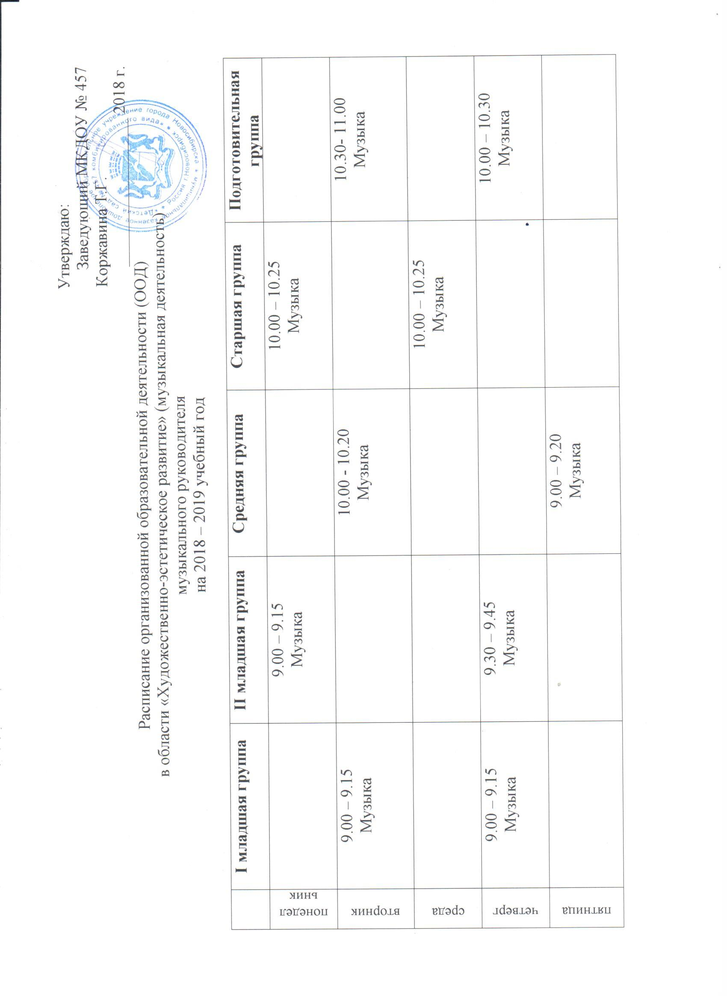 Утверждаю:
Заведующий МКДОУ № 457
Коржавина Т.Г.
2018 г.
муниципальное казенное дошкольное образовательное учреждение города Новосибирска
«Детский сад № 457 комбинированного вида»
Россия г.Новосибирск
Расписание организованной образовательной деятельности (ООД)
в области «Художественно-эстетическое развитие» (музыкальная деятельность)
музыкального руководителя
на 2018 – 2019 учебный год
I младшая группа
II младшая группа
Средняя группа
Старшая группа
Подготовительная
группа
понедел
ьник
9.00 – 9.15
Музыка
10.00 – 10.25
Музыка
вторник
9.00 – 9.15
Музыка
10.00 - 10.20
Музыка
10.30- 11.00
Музыка
среда
10.00 – 10.25
Музыка
четверг
9.00 – 9.15
Музыка
9.30 – 9.45
Музыка
10.00 – 10.30
Музыка
пятница
9.00 – 9.20
Музыка